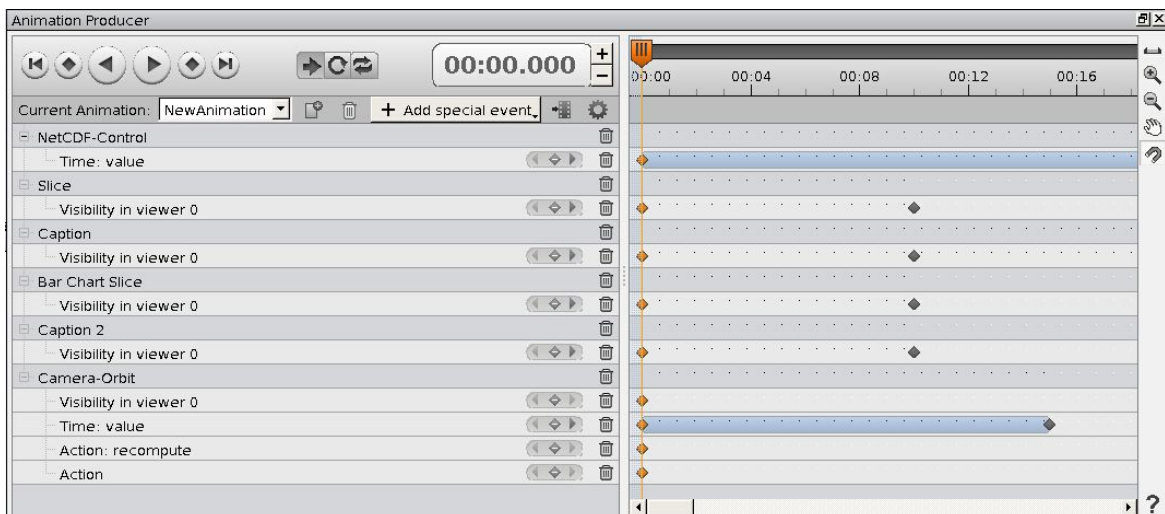 Animation Producer
00:00.000
+
−
Current Animation: NewAnimation + Add special event
00:00 00:04 00:08 00:12 00:16
NetCDF-Control
Time: value
Slice
Visibility in viewer 0
Caption
Visibility in viewer 0
Bar Chart Slice
Visibility in viewer 0
Caption 2
Visibility in viewer 0
Camera-Orbit
Visibility in viewer 0
Time: value
Action: recompute
Action
?